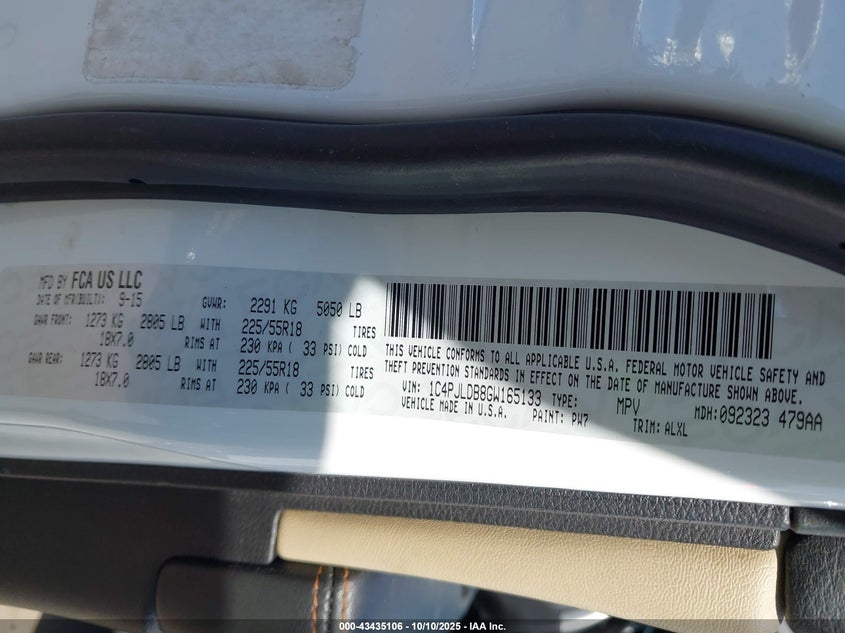 MFD BY FCA US LLC
DATE OF MFR(BUILT): 9-15 GVWR: 2291 KG 5050 LB
GAWR FRONT: 1273 KG 2805 LB WITH 225/55R18 TIRES
18X7.0 RIMS AT 230 KPA ( 33 PSI) COLD
GAWR REAR: 1273 KG 2805 LB WITH 225/55R18 TIRES
18X7.0 RIMS AT 230 KPA ( 33 PSI) COLD
THIS VEHICLE CONFORMS TO ALL APPLICABLE U.S.A. FEDERAL MOTOR VEHICLE SAFETY AND
THEFT PREVENTION STANDARDS IN EFFECT ON THE DATE OF MANUFACTURE SHOWN ABOVE.
VIN: 1C4PJLDB8GW165133 TYPE: MPV MDH:092323 479AA
VEHICLE MADE IN U.S.A. PAINT: PW7 TRIM: ALXL
000-43435106 • 10/10/2025 • IAA Inc.